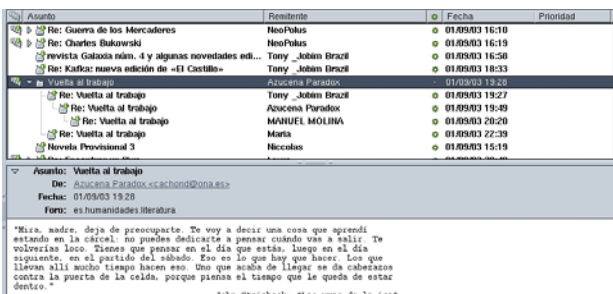 Asunto Remitente Fecha Prioridad
Re: Guerra de los Mercaderes NeoPolus 01/09/03 16:10
Re: Charles Bukowski NeoPolus 01/09/03 16:19
revista Galaxia núm. 4 y algunas novedades edi... Tony _Jobim Brazil 01/09/03 16:50
Re: Kafka: nueva edición de «El Castillo» Tony _Jobim Brazil 01/09/03 18:33
Vuelta al trabajo Azucena Paradox 01/09/03 19:28
Re: Vuelta al trabajo Tony _Jobim Brazil 01/09/03 19:27
Re: Vuelta al trabajo Azucena Paradox 01/09/03 19:49
Re: Vuelta al trabajo MANUEL MOLINA 01/09/03 20:20
Re: Vuelta al trabajo Maria 01/09/03 22:39
Novela Provisional 3 Niccolas 01/09/03 15:19
Asunto: Vuelta al trabajo
De: Azucena Paradox <cachond@ono.es>
Fecha: 01/09/03 19:28
Foro: es.humanidades.literatura
"Mira, madre, deja de preocuparte. Te voy a decir una cosa que aprendí
estando en la cárcel: no puedes dedicarte a pensar cuándo vas a salir. Te
volverías loco. Tienes que pensar en el día que estás, luego en el día
siguiente, en el partido del sábado. Eso es lo que hay que hacer. Los que
llevan allí mucho tiempo hacen eso. Uno que acaba de llegar se da cabezazos
contra la puerta de la celda, porque piensa el tiempo que le queda de estar
dentro."